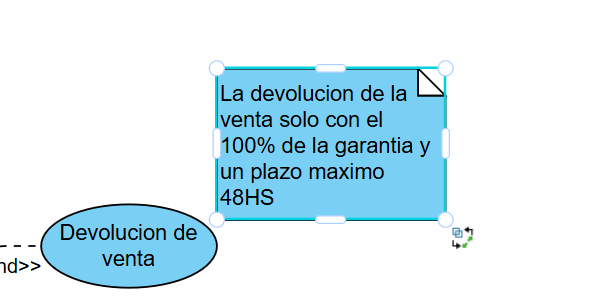 La devolucion de la
venta solo con el
100% de la garantia y
un plazo maximo
48HS
Devolucion de
venta
nd>>